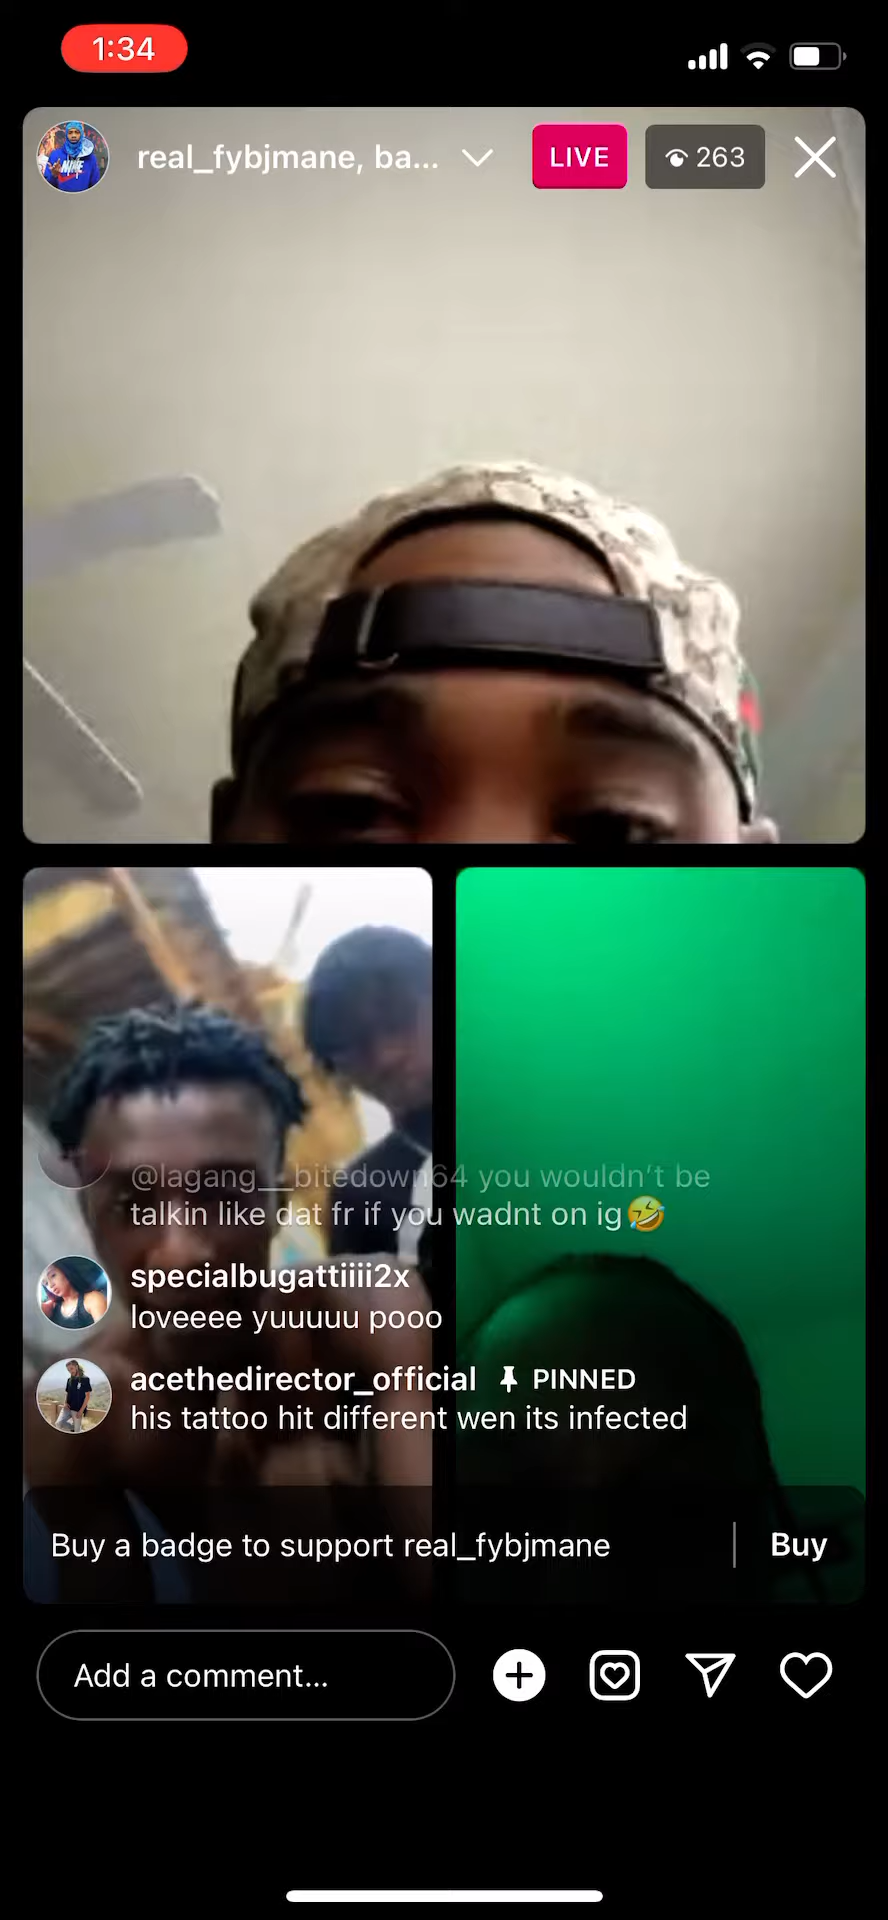 1:34
real_fybjmane, ba...
LIVE
263
NIKE
@lagang__bitedown64 you wouldn't be
talkin like dat fr if you wadnt on ig🤣
specialbugattiiii2x
loveeee yuuuuu pooo
acethedirector_official PINNED
his tattoo hit different wen its infected
Buy a badge to support real_fybjmane | Buy
Add a comment...